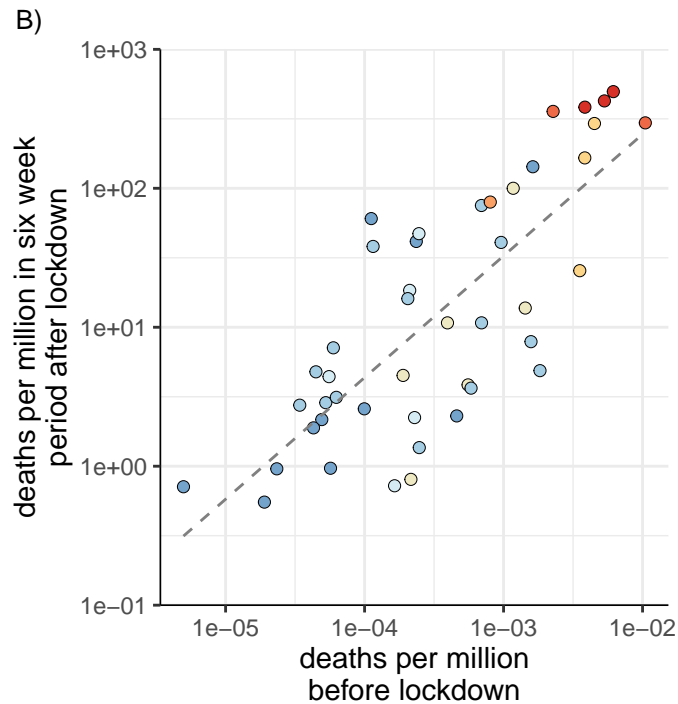 B)
1e+03
1e+02
1e+01
1e+00
1e−01
deaths per million in six week
period after lockdown
1e−05 1e−04 1e−03 1e−02
deaths per million
before lockdown